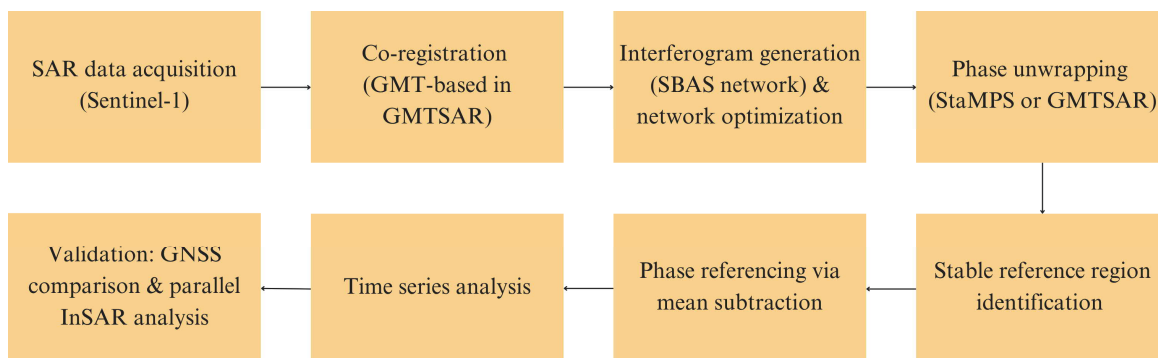 SAR data acquisition
(Sentinel-1)
Co-registration
(GMT-based in
GMTSAR)
Interferogram generation
(SBAS network) &
network optimization
Phase unwrapping
(StaMPS or GMTSAR)
Stable reference region
identification
Phase referencing via
mean subtraction
Time series analysis
Validation: GNSS
comparison & parallel
InSAR analysis